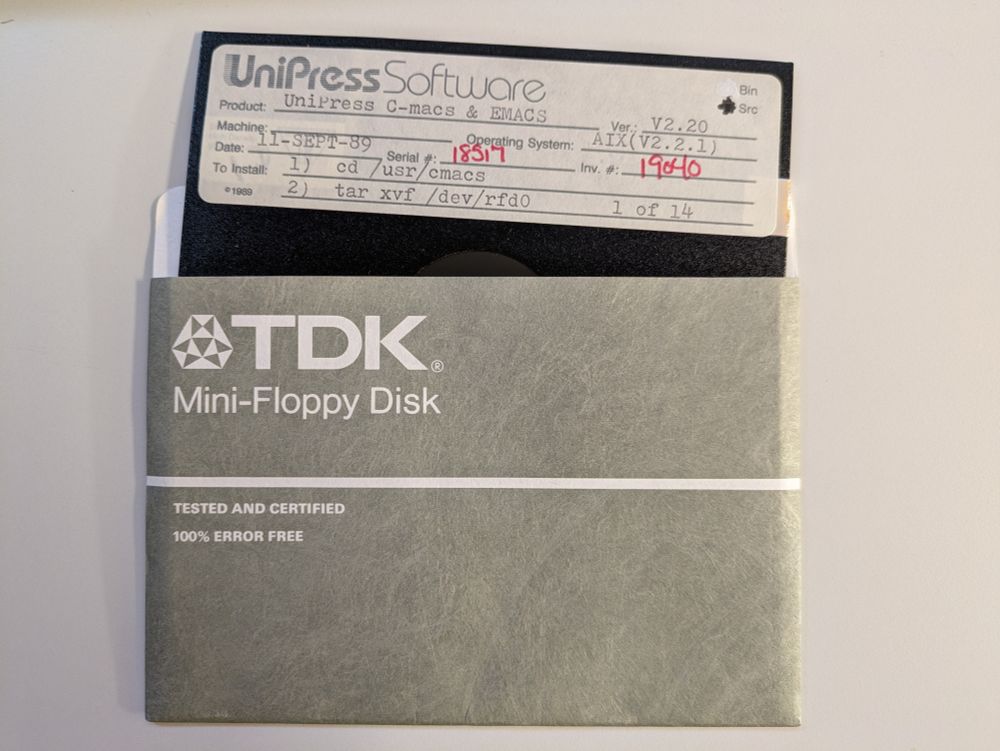 UniPress Software
Bin
Product: UniPress C-macs & EMACS Ver.: V2.20 Src
Machine: Operating System: AIX(V2.2.1)
Date: 11-SEPT-89 Serial #: 18517 Inv. #: 19040
To Install: 1) cd /usr/cmacs
©1989 2) tar xvf /dev/rfd0 1 of 14
TDK®
Mini-Floppy Disk
TESTED AND CERTIFIED
100% ERROR FREE